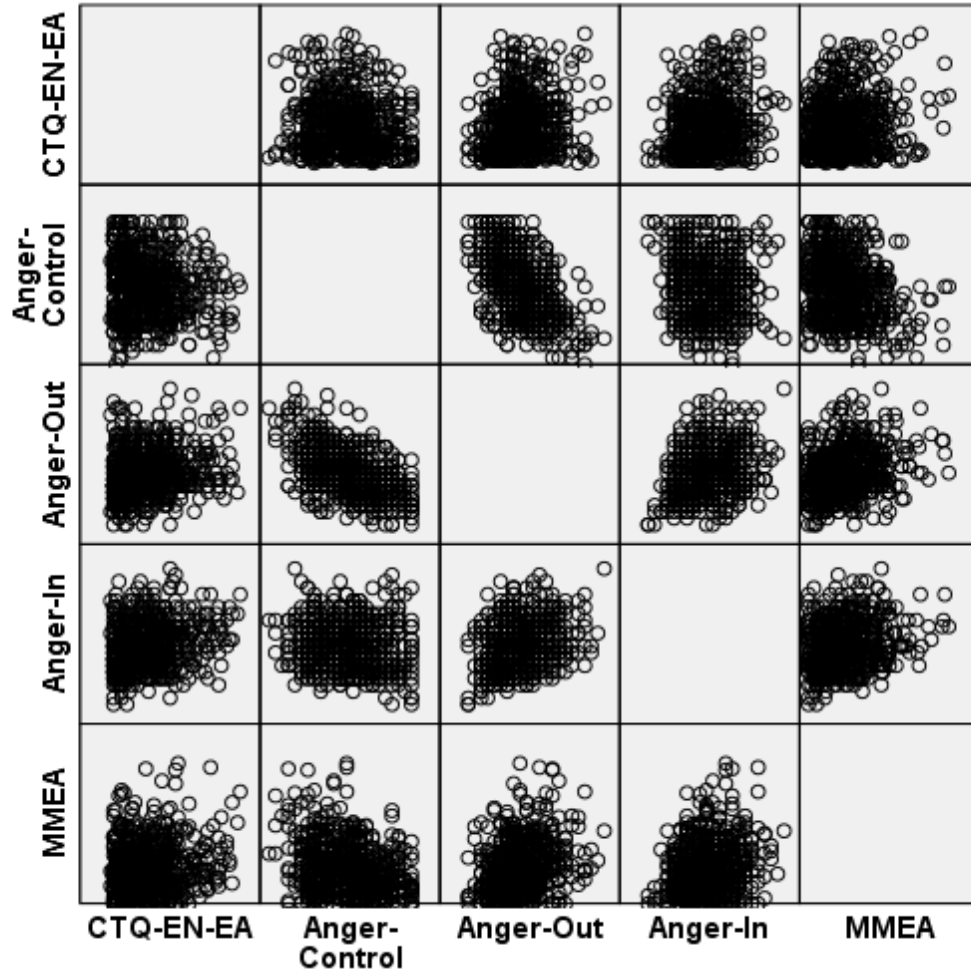 CTQ-EN-EA
Anger-
Control
Anger-Out
Anger-In
MMEA
CTQ-EN-EA
Anger-
Control
Anger-Out
Anger-In
MMEA